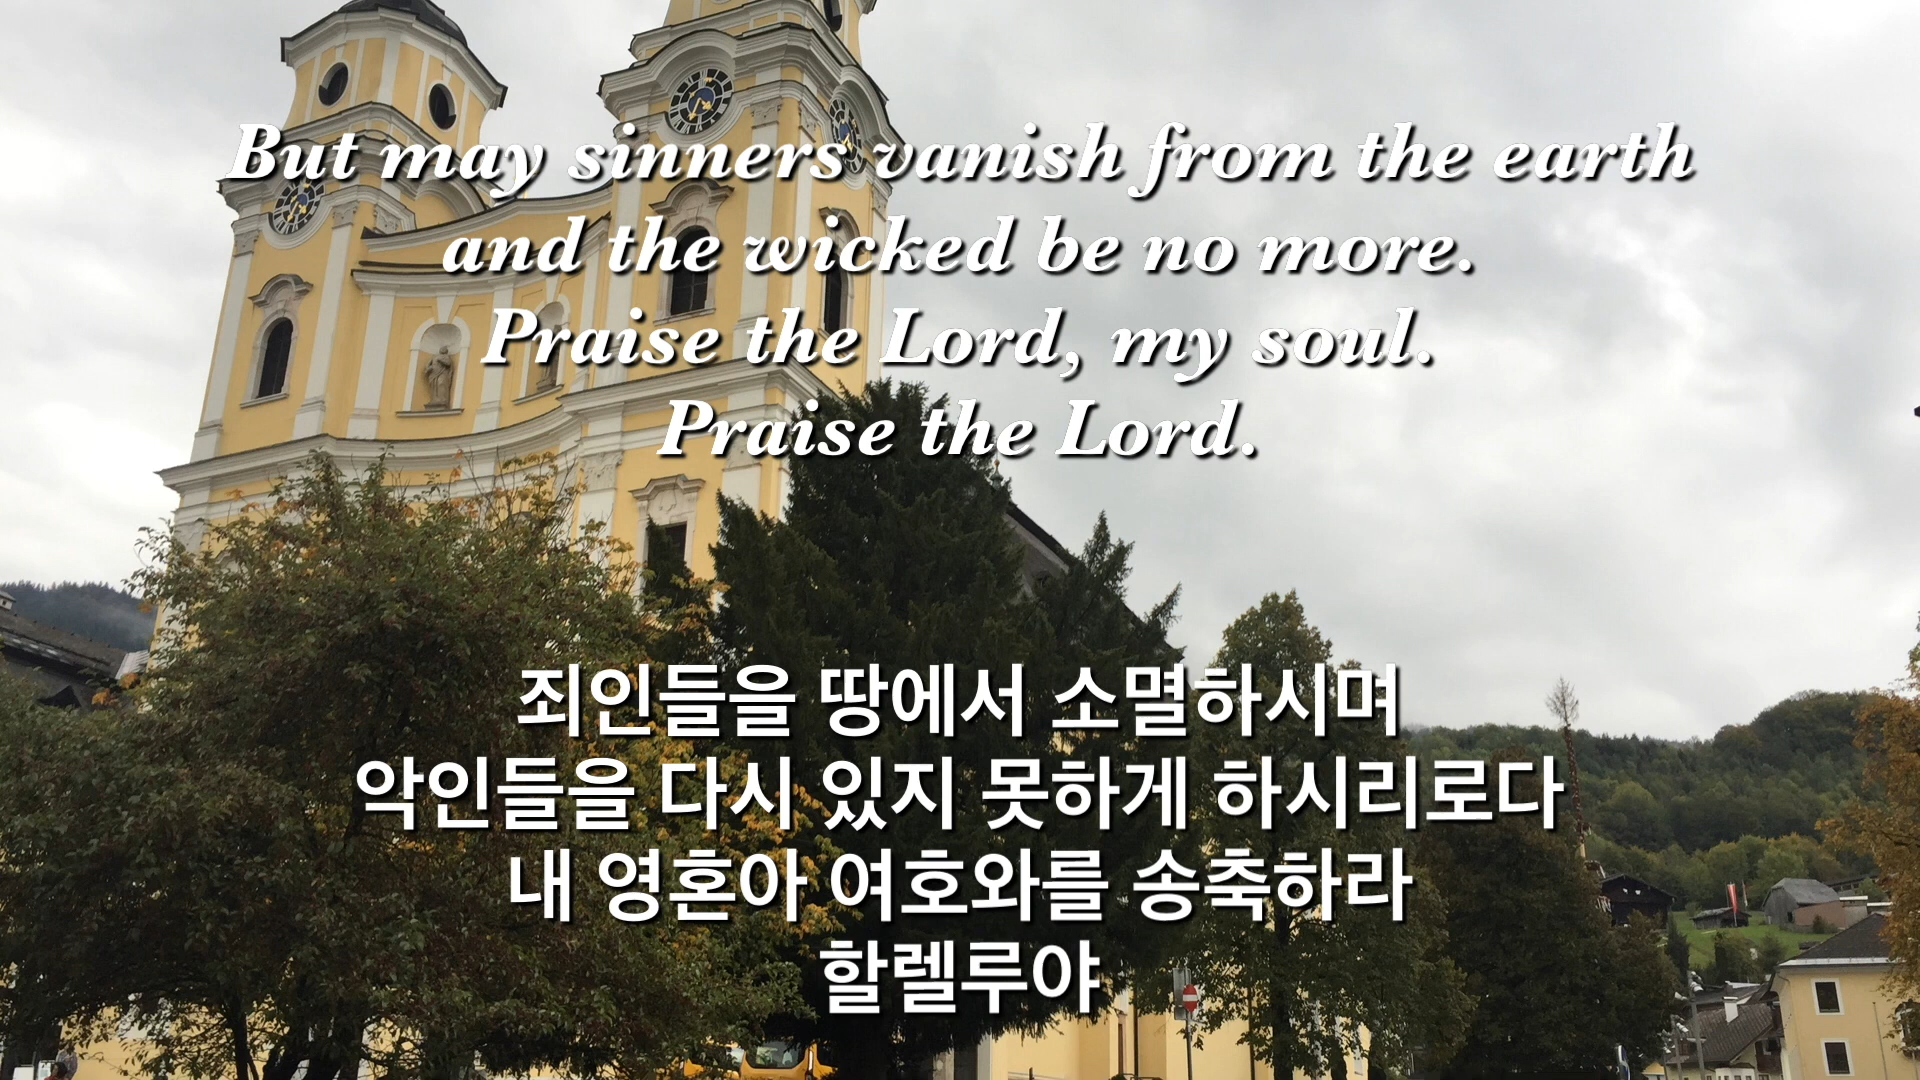 But may sinners vanish from the earth
and the wicked be no more.
Praise the Lord, my soul.
Praise the Lord.
죄인들을 땅에서 소멸하시며
악인들을 다시 있지 못하게 하시리로다
내 영혼아 여호와를 송축하라
할렐루야